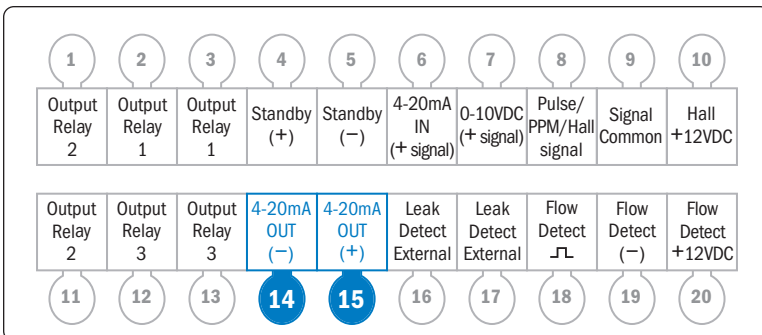 1 2 3 4 5 6 7 8 9 10
Output Relay 2
Output Relay 1
Output Relay 1
Standby (+)
Standby (−)
4-20mA IN (+ signal)
0-10VDC (+ signal)
Pulse/ PPM/Hall signal
Signal Common
Hall +12VDC
Output Relay 2
Output Relay 3
Output Relay 3
4-20mA OUT (−)
4-20mA OUT (+)
Leak Detect External
Leak Detect External
Flow Detect
Flow Detect (−)
Flow Detect +12VDC
11 12 13 14 15 16 17 18 19 20